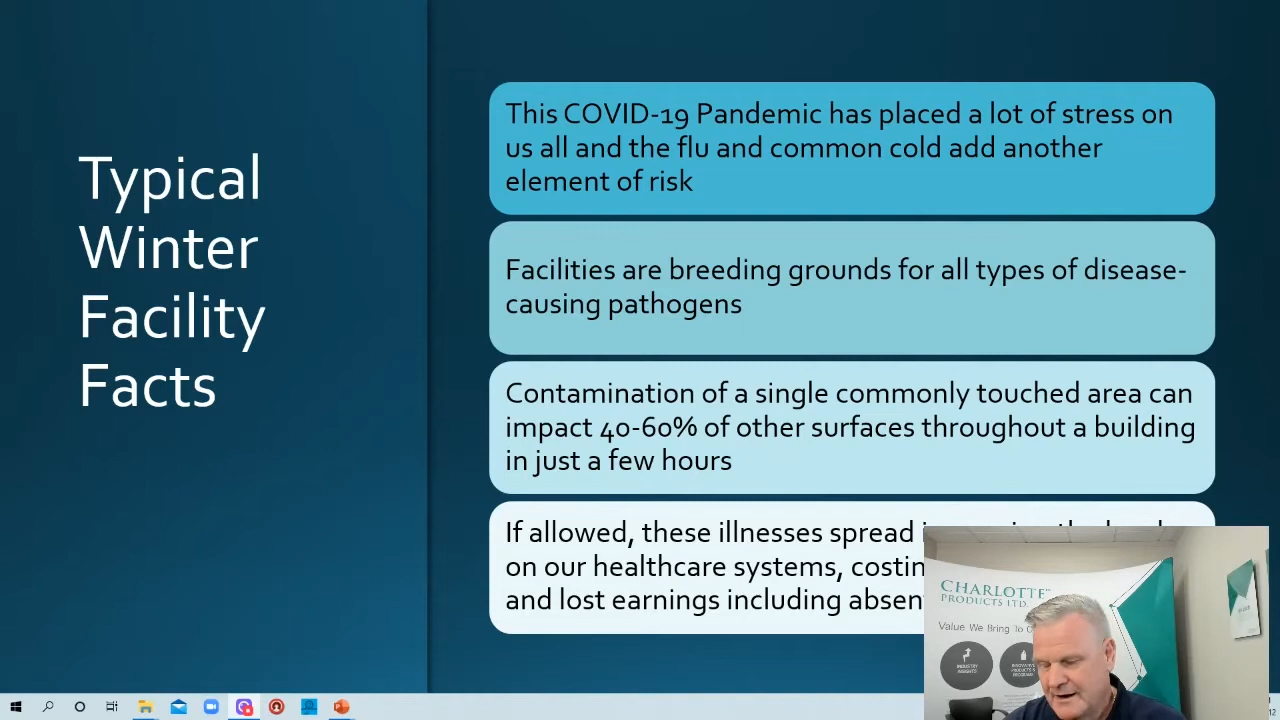 Typical
Winter
Facility
Facts
This COVID-19 Pandemic has placed a lot of stress on
us all and the flu and common cold add another
element of risk
Facilities are breeding grounds for all types of disease-
causing pathogens
Contamination of a single commonly touched area can
impact 40-60% of other surfaces throughout a building
in just a few hours
If allowed, these illnesses spread
on our healthcare systems,
and lost earnings including
CHARLOTTE
PRODUCTS LTD.
Value We Bring To
INDUSTRY
INSIGHTS